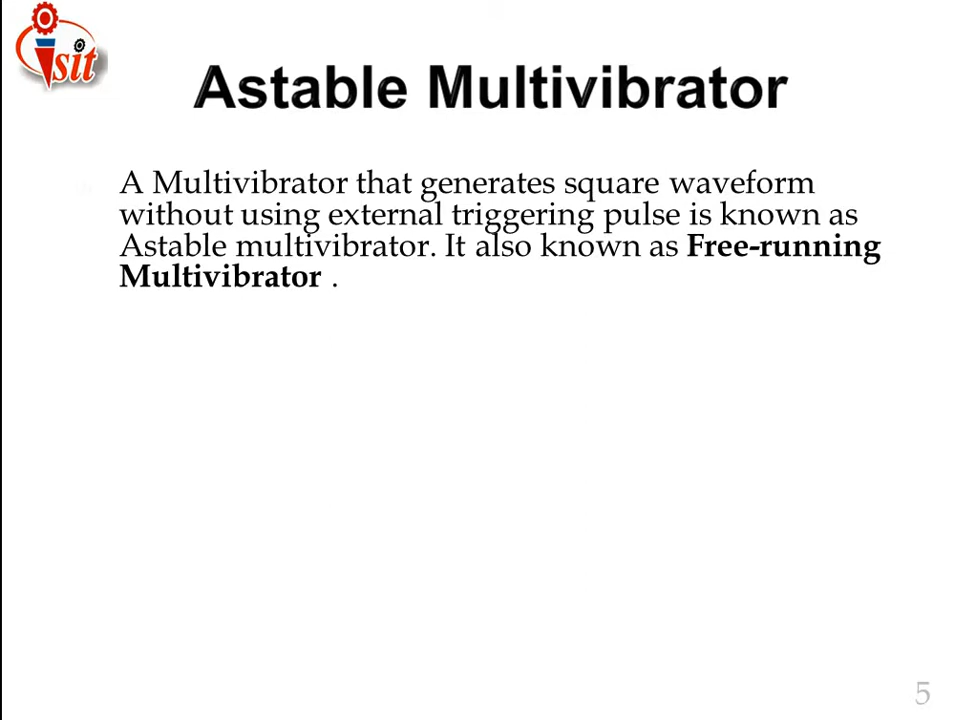 isit
Astable Multivibrator
A Multivibrator that generates square waveform
without using external triggering pulse is known as
Astable multivibrator. It also known as Free-running
Multivibrator .
5